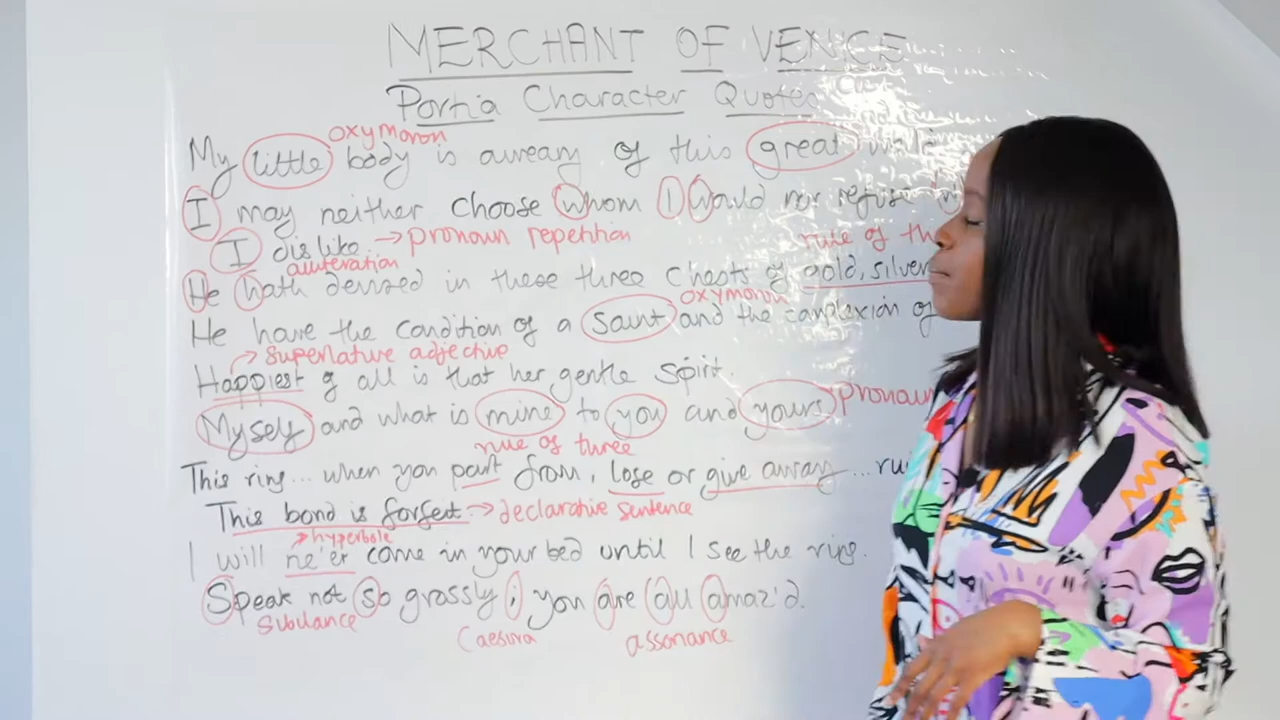 MERCHANT OF VENICE
Portia Character Quotes
oxymoron
My little body is aweary of this great
I may neither choose whom I would nor refuse
I dislike → pronoun repetition
rule of
alliteration
He hath devised in these three chests of gold, silver
oxymoron
He have the condition of a saint and the complexion of
→ superlative adjective
Happiest of all is that her gentle spirit.
Myself and what is mine to you and yours pronoun
rule of three
This ring... when you part from, lose or give away...
This bond is forfeit → declarative sentence
→ hyperbole
I will ne'er come in your bed until I see the ring.
Speak not so grossly; you are all amaz'd.
Sibilance Caesura assonance